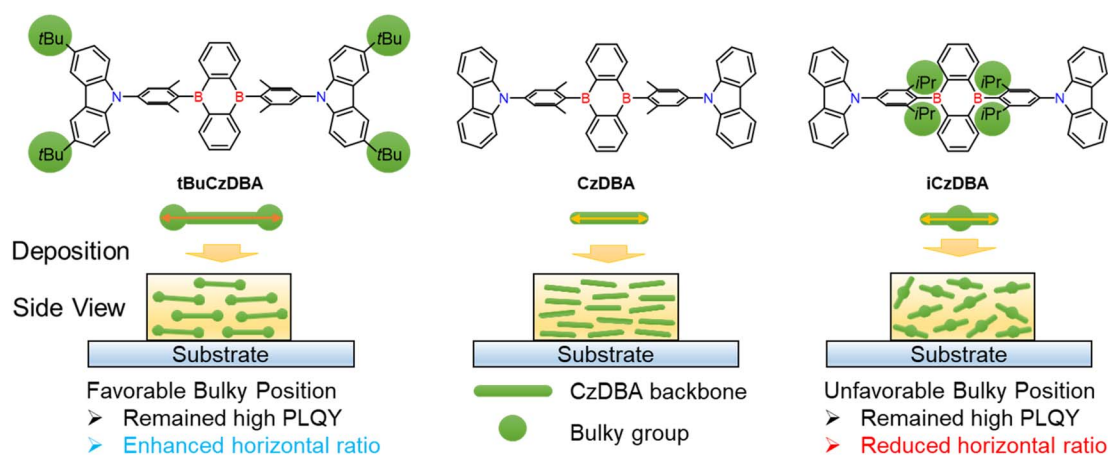 tBu
tBu
N
B
B
N
tBu
tBu
tBuCzDBA
N
B
B
N
CzDBA
iPr
iPr
N
B
B
N
iPr
iPr
iCzDBA
Deposition
Side View
Substrate
Substrate
Substrate
Favorable Bulky Position
➢ Remained high PLQY
➢ Enhanced horizontal ratio
CzDBA backbone
Bulky group
Unfavorable Bulky Position
➢ Remained high PLQY
➢ Reduced horizontal ratio